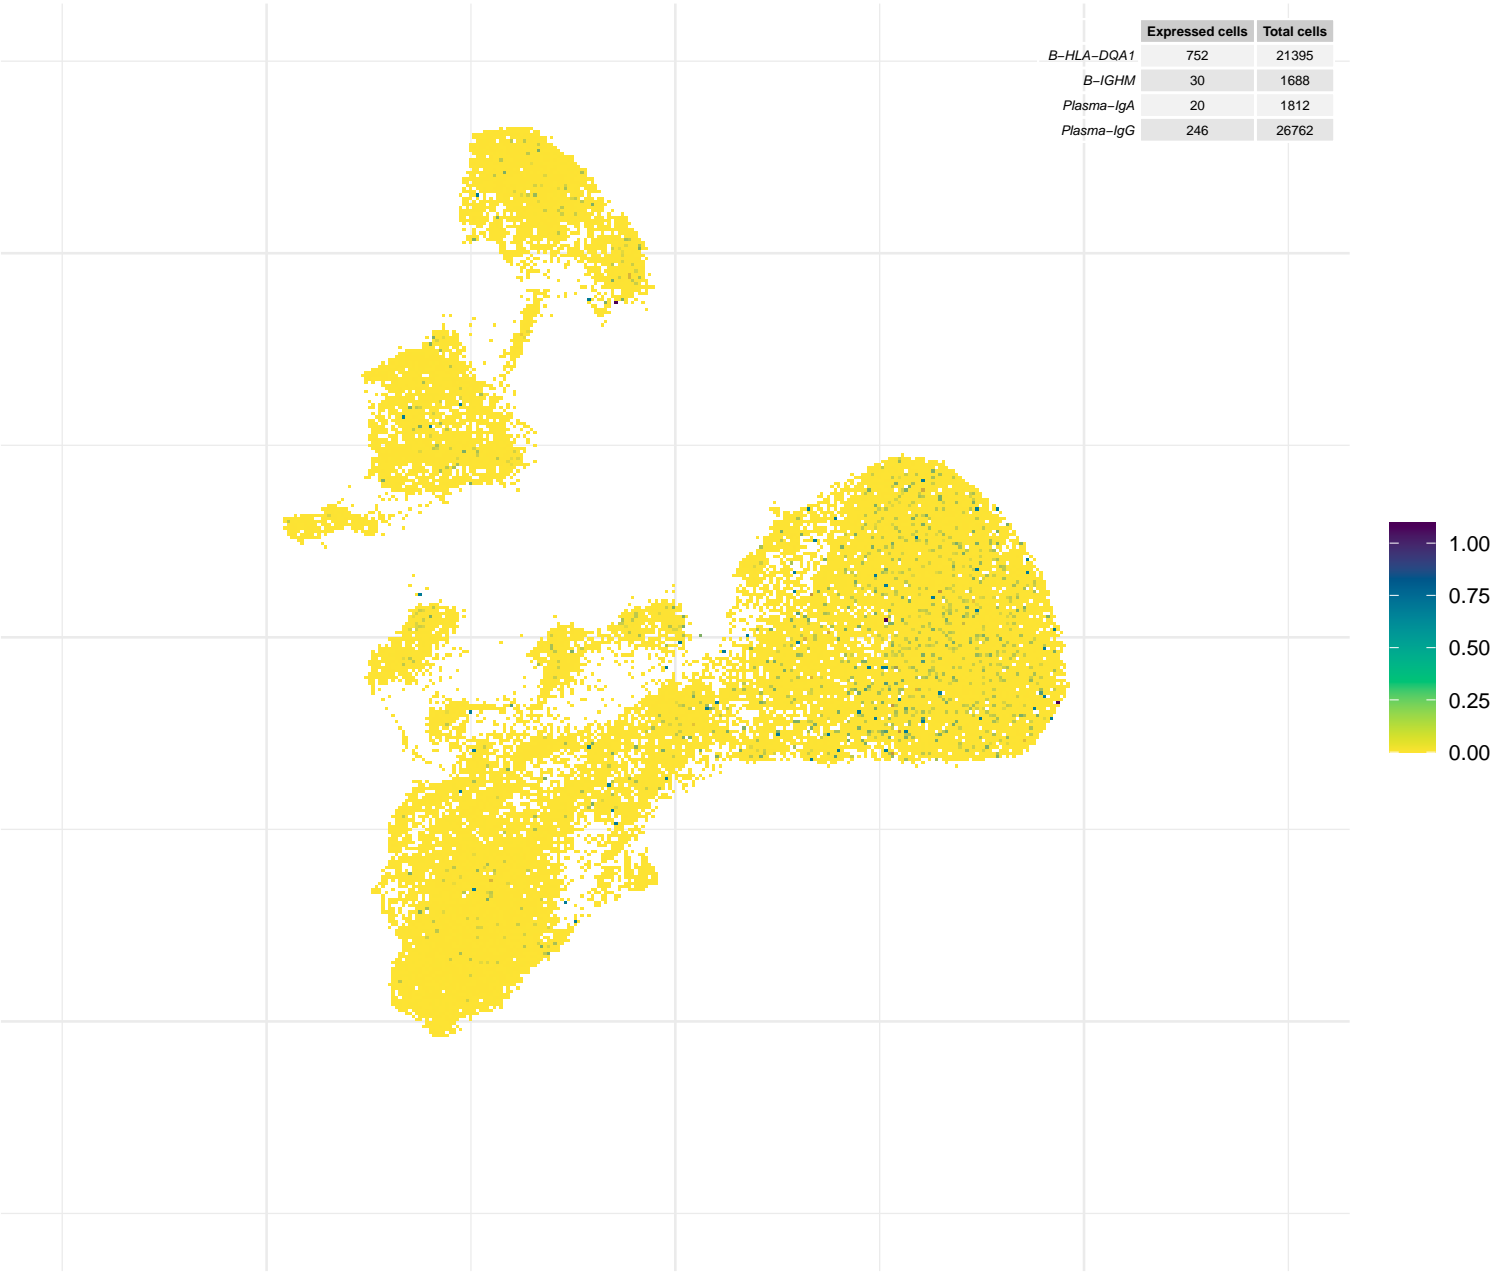 Expressed cells Total cells
B−HLA−DQA1 752 21395
B−IGHM 30 1688
Plasma−IgA 20 1812
Plasma−IgG 246 26762
1.00
0.75
0.50
0.25
0.00